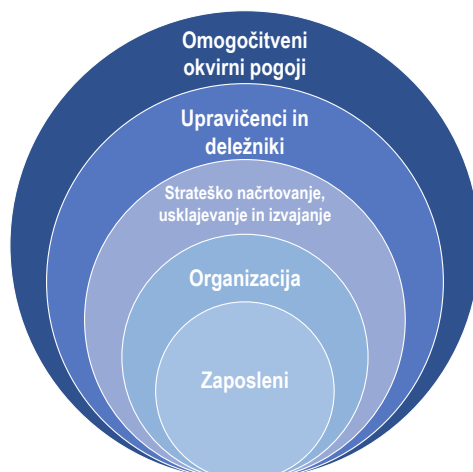 Omogočitveni
okvirni pogoji
Upravičenci in
deležniki
Strateško načrtovanje,
usklajevanje in izvajanje
Organizacija
Zaposleni